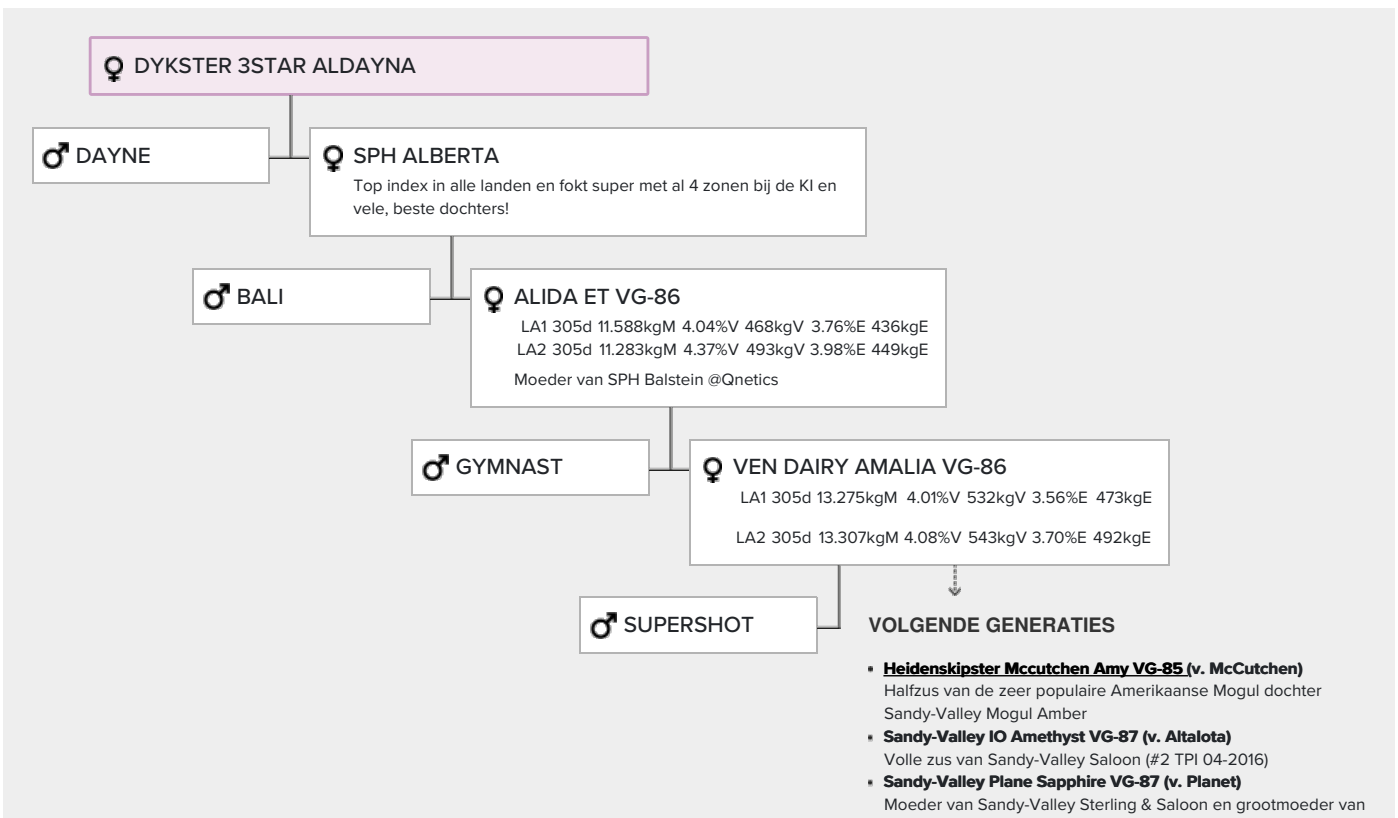 DYKSTER 3STAR ALDAYNA
DAYNE
SPH ALBERTA
Top index in alle landen en fokt super met al 4 zonen bij de KI en
vele, beste dochters!
BALI
ALIDA ET VG-86
LA1 305d 11.588kgM 4.04%V 468kgV 3.76%E 436kgE
LA2 305d 11.283kgM 4.37%V 493kgV 3.98%E 449kgE
Moeder van SPH Balstein @Qnetics
GYMNAST
VEN DAIRY AMALIA VG-86
LA1 305d 13.275kgM 4.01%V 532kgV 3.56%E 473kgE
LA2 305d 13.307kgM 4.08%V 543kgV 3.70%E 492kgE
SUPERSHOT
VOLGENDE GENERATIES
• Heidenskipster Mccutchen Amy VG-85 (v. McCutchen)
Halfzus van de zeer populaire Amerikaanse Mogul dochter
Sandy-Valley Mogul Amber
• Sandy-Valley IO Amethyst VG-87 (v. AltaIota)
Volle zus van Sandy-Valley Saloon (#2 TPI 04-2016)
• Sandy-Valley Plane Sapphire VG-87 (v. Planet)
Moeder van Sandy-Valley Sterling & Saloon en grootmoeder van